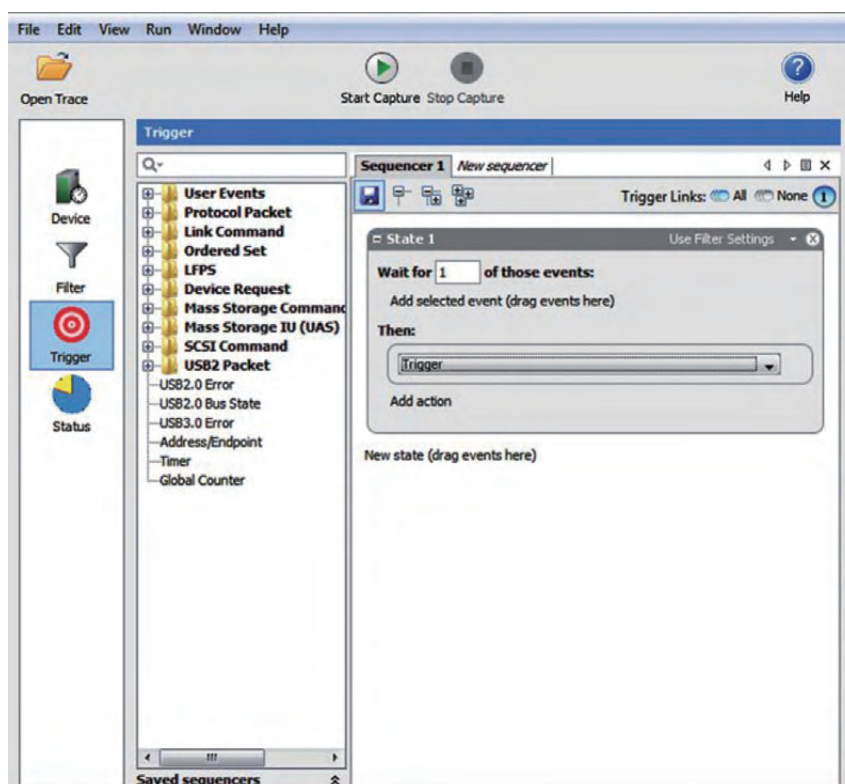 File Edit View Run Window Help
Open Trace
Start Capture Stop Capture
Help
Device
Filter
Trigger
Status
Trigger
User Events
Protocol Packet
Link Command
Ordered Set
LFPS
Device Request
Mass Storage Command
Mass Storage IU (UAS)
SCSI Command
USB2 Packet
USB2.0 Error
USB2.0 Bus State
USB3.0 Error
Address/Endpoint
Timer
Global Counter
Saved sequencers
Sequencer 1 New sequencer
Trigger Links: All None 1
State 1 Use Filter Settings
Wait for 1 of those events:
Add selected event (drag events here)
Then:
Trigger
Add action
New state (drag events here)